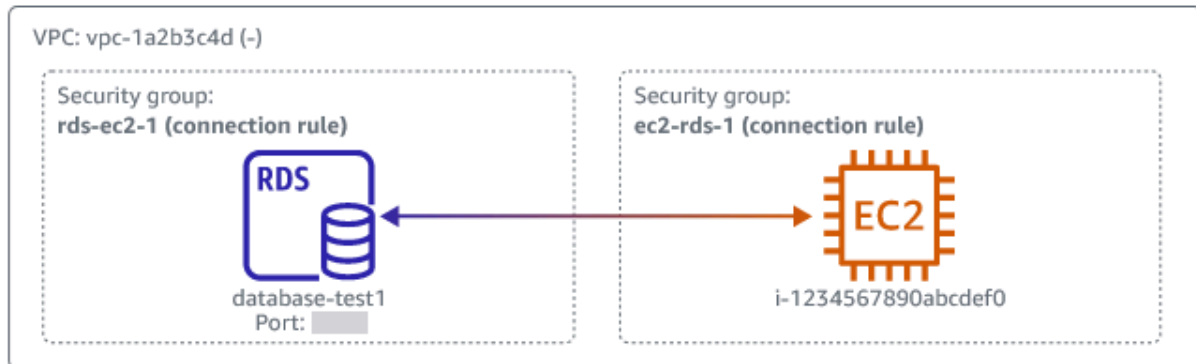 VPC: vpc-1a2b3c4d (-)
Security group:
rds-ec2-1 (connection rule)
RDS
database-test1
Port:
Security group:
ec2-rds-1 (connection rule)
EC2
i-1234567890abcdef0